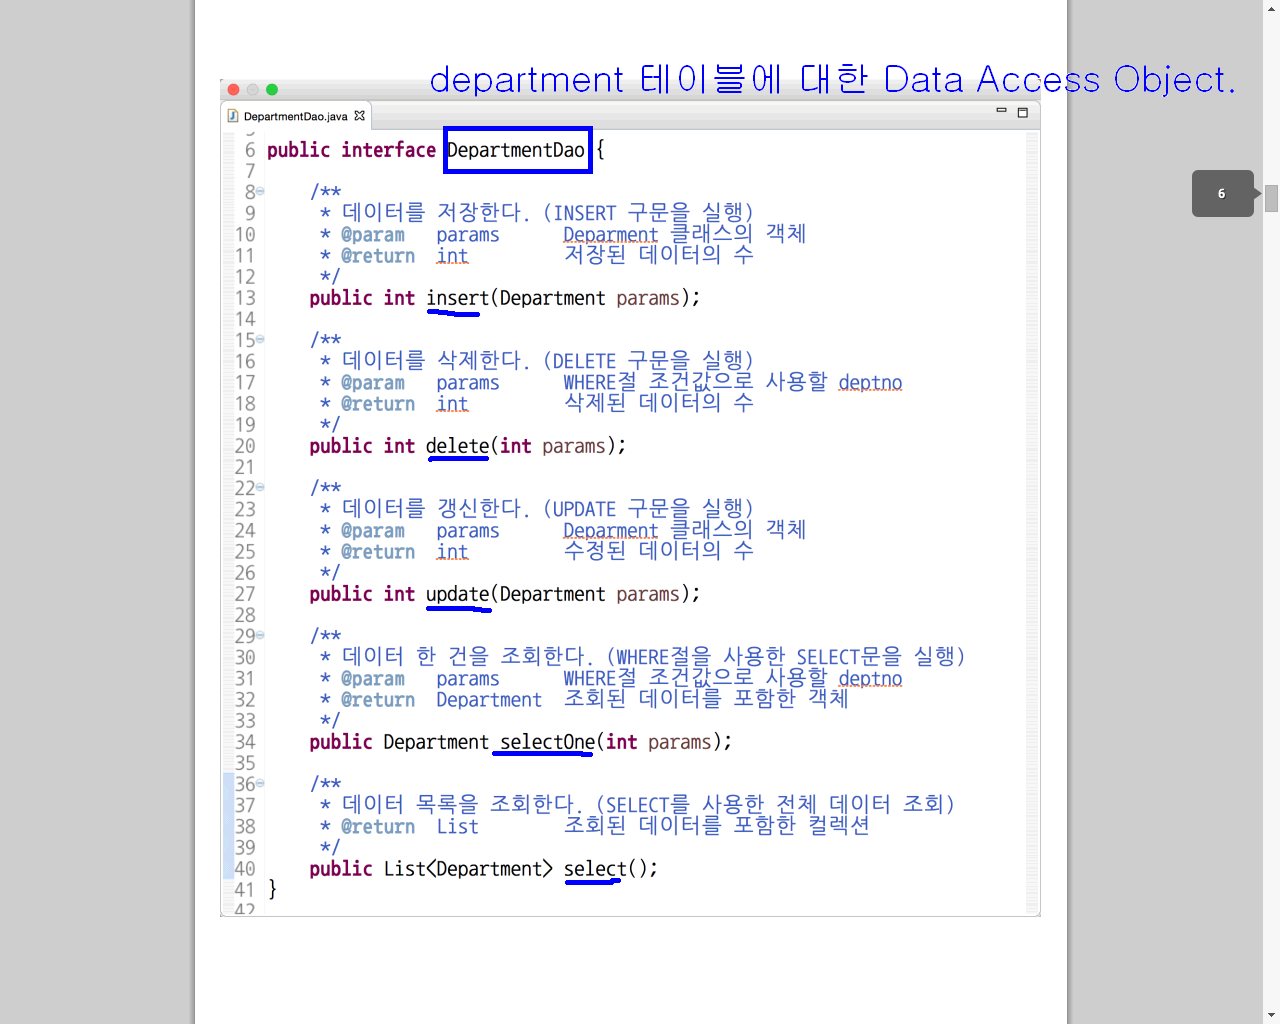 department 테이블에 대한 Data Access Object.
DepartmentDao.java
6 public interface DepartmentDao {
7
8 /**
9 * 데이터를 저장한다. (INSERT 구문을 실행)
10 * @param params Deparment 클래스의 객체
11 * @return int 저장된 데이터의 수
12 */
13 public int insert(Department params);
14
15 /**
16 * 데이터를 삭제한다. (DELETE 구문을 실행)
17 * @param params WHERE절 조건값으로 사용할 deptno
18 * @return int 삭제된 데이터의 수
19 */
20 public int delete(int params);
21
22 /**
23 * 데이터를 갱신한다. (UPDATE 구문을 실행)
24 * @param params Deparment 클래스의 객체
25 * @return int 수정된 데이터의 수
26 */
27 public int update(Department params);
28
29 /**
30 * 데이터 한 건을 조회한다. (WHERE절을 사용한 SELECT문을 실행)
31 * @param params WHERE절 조건값으로 사용할 deptno
32 * @return Department 조회된 데이터를 포함한 객체
33 */
34 public Department selectOne(int params);
35
36 /**
37 * 데이터 목록을 조회한다. (SELECT를 사용한 전체 데이터 조회)
38 * @return List 조회된 데이터를 포함한 컬렉션
39 */
40 public List<Department> select();
41 }
42
6